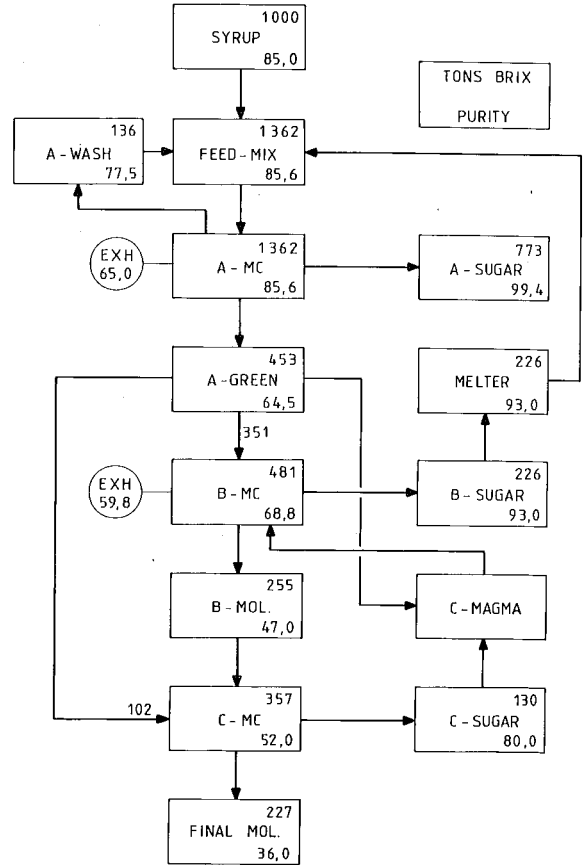 1000
SYRUP
85,0
TONS BRIX
PURITY
136
A-WASH
77,5
1362
FEED-MIX
85,6
EXH
65,0
1362
A-MC
85,6
773
A-SUGAR
99,4
453
A-GREEN
64,5
226
MELTER
93,0
351
EXH
59,8
481
B-MC
68,8
226
B-SUGAR
93,0
255
B-MOL.
47,0
C-MAGMA
102
357
C-MC
52,0
130
C-SUGAR
80,0
227
FINAL MOL.
36,0